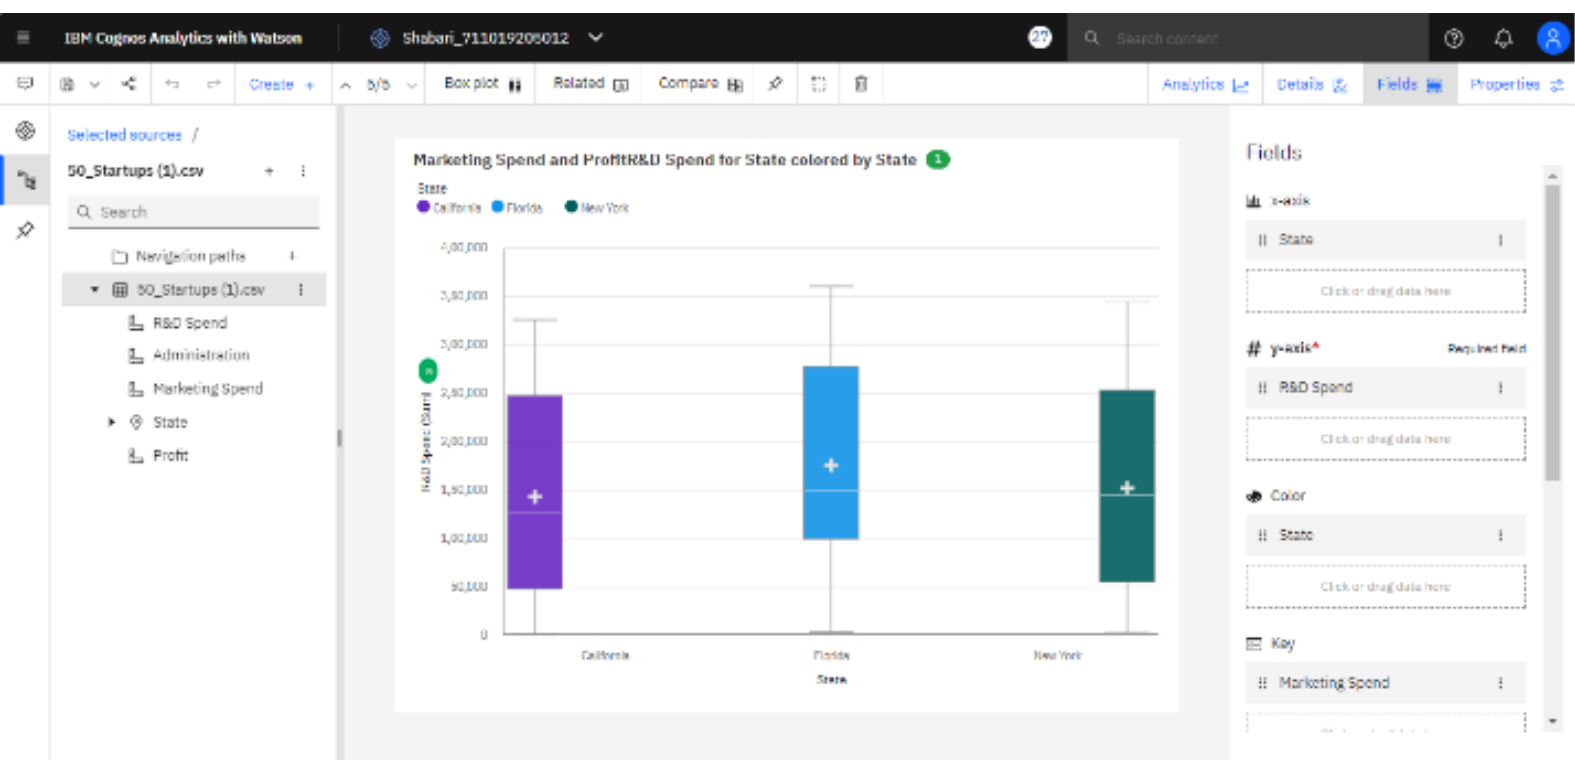 IBM Cognos Analytics with Watson
Shabari_711019205012
27
Search content
Create +
5/5
Box plot
Related
Compare
Analytics
Details
Fields
Properties
Selected sources /
50_Startups (1).csv
Search
Navigation paths
50_Startups (1).csv
R&D Spend
Administration
Marketing Spend
State
Profit
Marketing Spend and ProfitR&D Spend for State colored by State 1
State
California Florida New York
4,00,000
3,50,000
3,00,000
2,50,000
2,00,000
1,50,000
1,00,000
50,000
0
R&D Spend (Sum)
California Florida New York
State
Fields
x-axis
State
Click or drag data here
# y-axis* Required field
R&D Spend
Click or drag data here
Color
State
Click or drag data here
Key
Marketing Spend